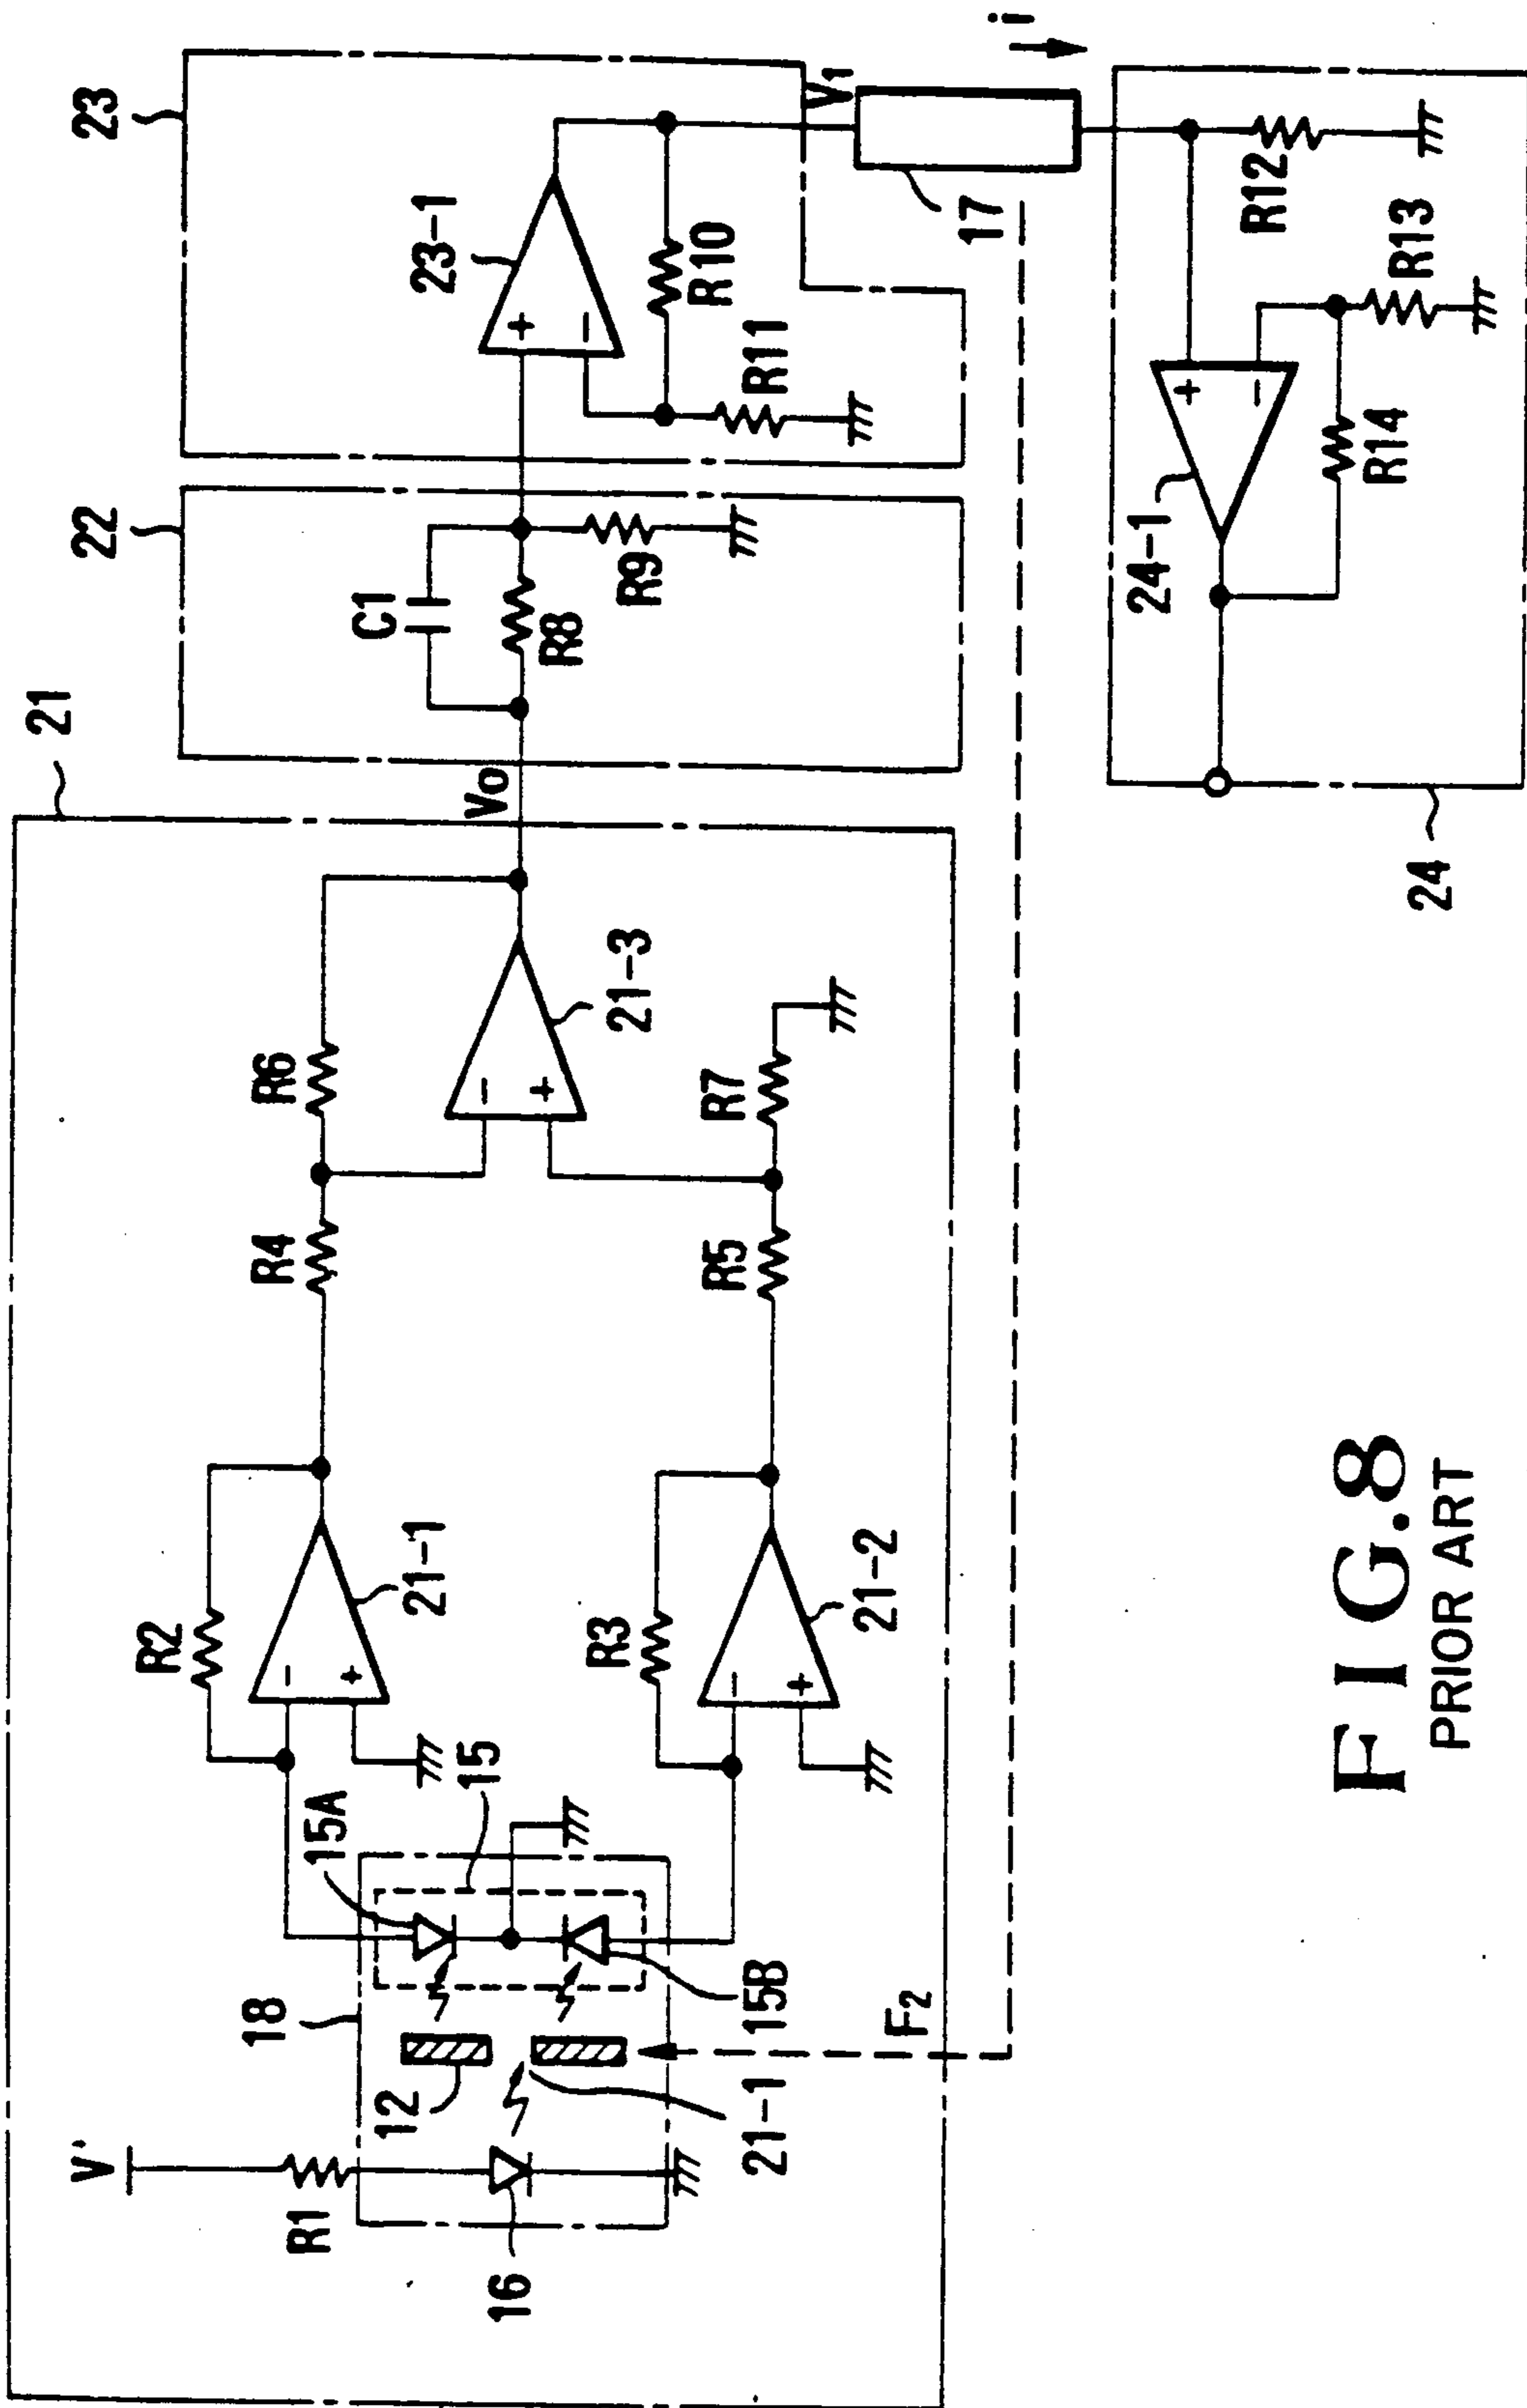 21
V'
R1
16
18
12
21-1
15A
15
15B
F2
R2
21-1
R3
21-2
R4
R5
R6
21-3
R7
Vo
22
C1
R8
R9
23
23-1
R10
R11
V1
17
i
24
24-1
R12
R13
R14
+
−
+
−
+
−
+
−
+
−
FIG.8
PRIOR ART